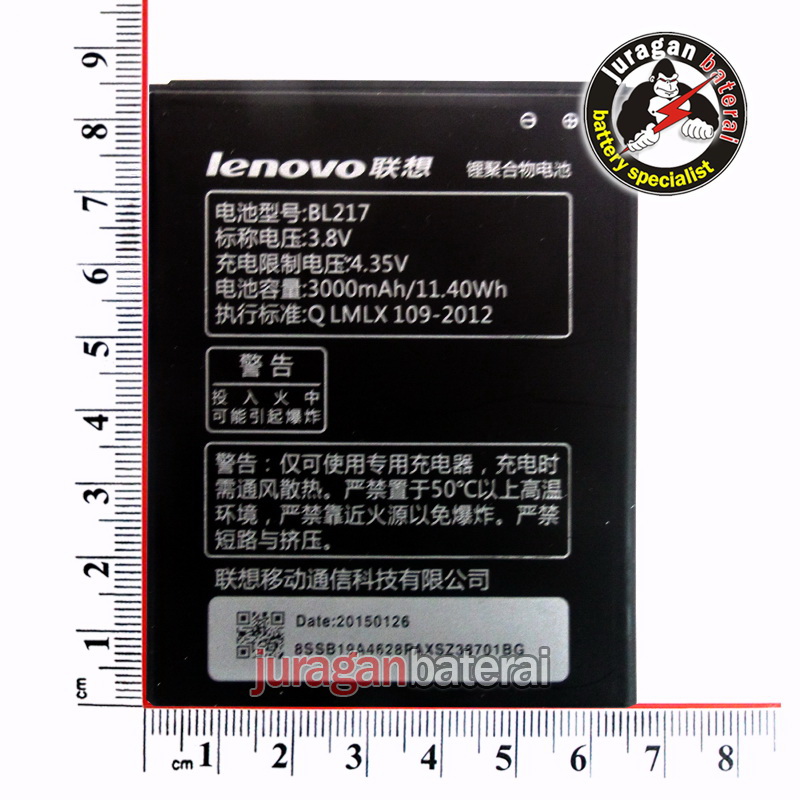 juragan baterai
battery specialist
lenovo联想
锂聚合物电池
电池型号:BL217
标称电压:3.8V
充电限制电压:4.35V
电池容量:3000mAh/11.40Wh
执行标准:Q LMLX 109-2012
警告
投入火中
可能引起爆炸
警告：仅可使用专用充电器，充电时
需通风散热。严禁置于50℃以上高温
环境，严禁靠近火源以免爆炸。严禁
短路与挤压。
联想移动通信科技有限公司
Date:20150126
juraganbaterai
9
8
7
6
5
4
3
2
1
cm
cm 1 2 3 4 5 6 7 8